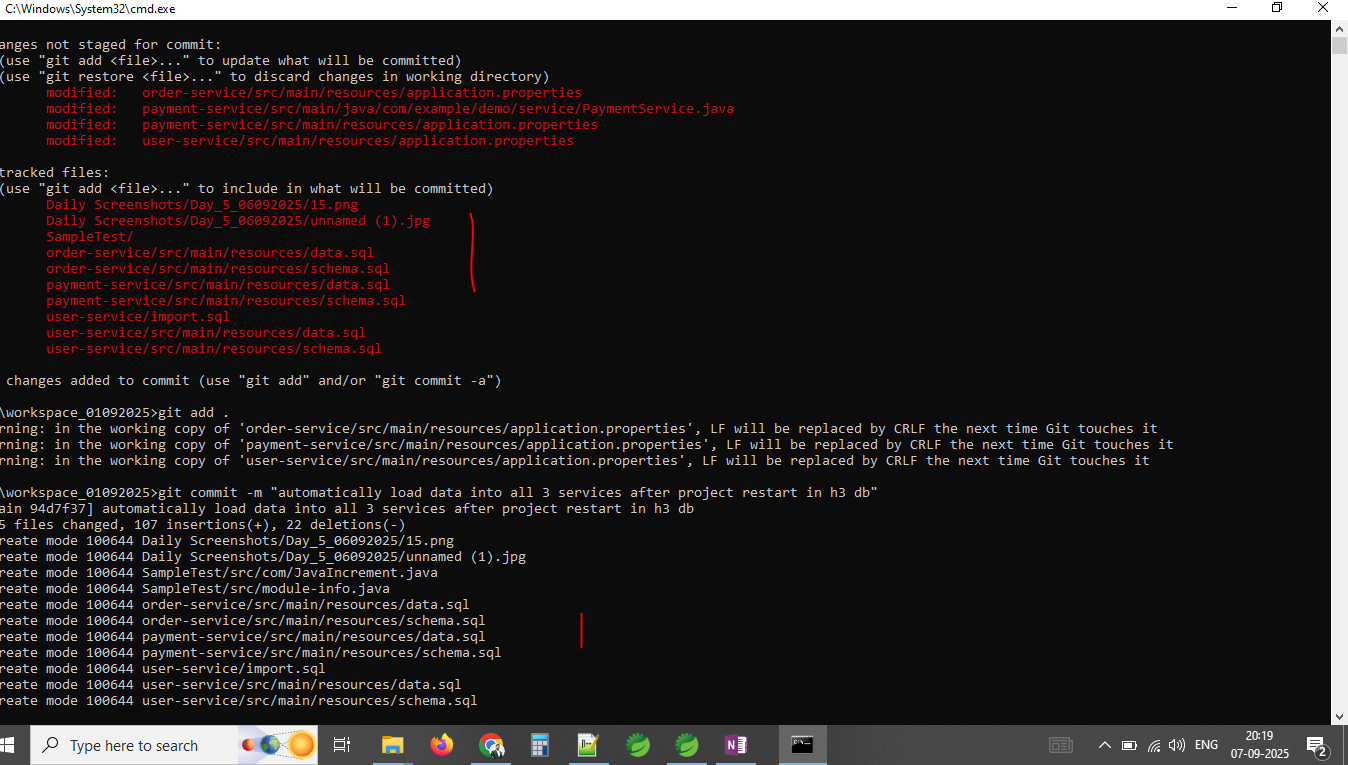 C:\Windows\System32\cmd.exe
anges not staged for commit:
(use "git add <file>..." to update what will be committed)
(use "git restore <file>..." to discard changes in working directory)
modified:   order-service/src/main/resources/application.properties
modified:   payment-service/src/main/java/com/example/demo/service/PaymentService.java
modified:   payment-service/src/main/resources/application.properties
modified:   user-service/src/main/resources/application.properties
tracked files:
(use "git add <file>..." to include in what will be committed)
Daily Screenshots/Day_5_06092025/15.png
Daily Screenshots/Day_5_06092025/unnamed (1).jpg
SampleTest/
order-service/src/main/resources/data.sql
order-service/src/main/resources/schema.sql
payment-service/src/main/resources/data.sql
payment-service/src/main/resources/schema.sql
user-service/import.sql
user-service/src/main/resources/data.sql
user-service/src/main/resources/schema.sql
changes added to commit (use "git add" and/or "git commit -a")
\workspace_01092025>git add .
rning: in the working copy of 'order-service/src/main/resources/application.properties', LF will be replaced by CRLF the next time Git touches it
rning: in the working copy of 'payment-service/src/main/resources/application.properties', LF will be replaced by CRLF the next time Git touches it
rning: in the working copy of 'user-service/src/main/resources/application.properties', LF will be replaced by CRLF the next time Git touches it
\workspace_01092025>git commit -m "automatically load data into all 3 services after project restart in h3 db"
ain 94d7f37] automatically load data into all 3 services after project restart in h3 db
5 files changed, 107 insertions(+), 22 deletions(-)
reate mode 100644 Daily Screenshots/Day_5_06092025/15.png
reate mode 100644 Daily Screenshots/Day_5_06092025/unnamed (1).jpg
reate mode 100644 SampleTest/src/com/JavaIncrement.java
reate mode 100644 SampleTest/src/module-info.java
reate mode 100644 order-service/src/main/resources/data.sql
reate mode 100644 order-service/src/main/resources/schema.sql
reate mode 100644 payment-service/src/main/resources/data.sql
reate mode 100644 payment-service/src/main/resources/schema.sql
reate mode 100644 user-service/import.sql
reate mode 100644 user-service/src/main/resources/data.sql
reate mode 100644 user-service/src/main/resources/schema.sql
Type here to search
N
ENG
20:19
07-09-2025
2